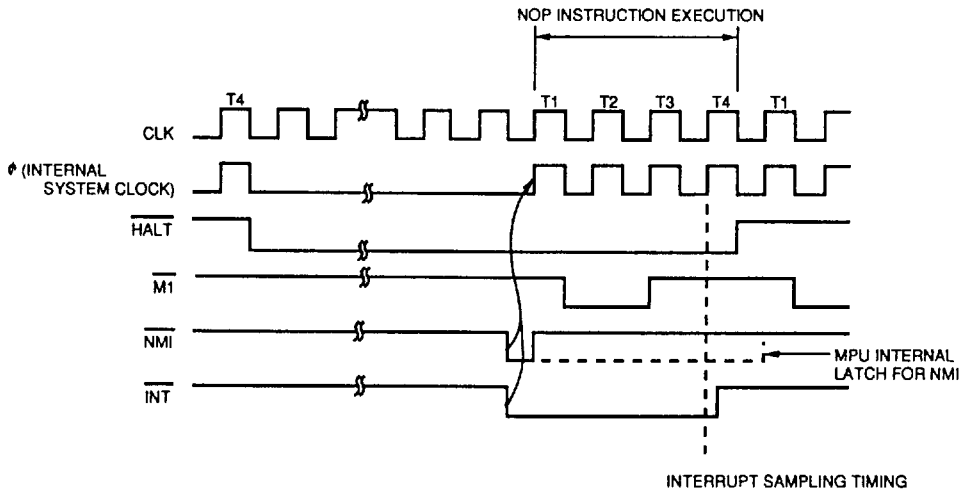 NOP INSTRUCTION EXECUTION
T4 T1 T2 T3 T4 T1
CLK
ϕ (INTERNAL
SYSTEM CLOCK)
HALT
M1
NMI
MPU INTERNAL
LATCH FOR NMI
INT
INTERRUPT SAMPLING TIMING